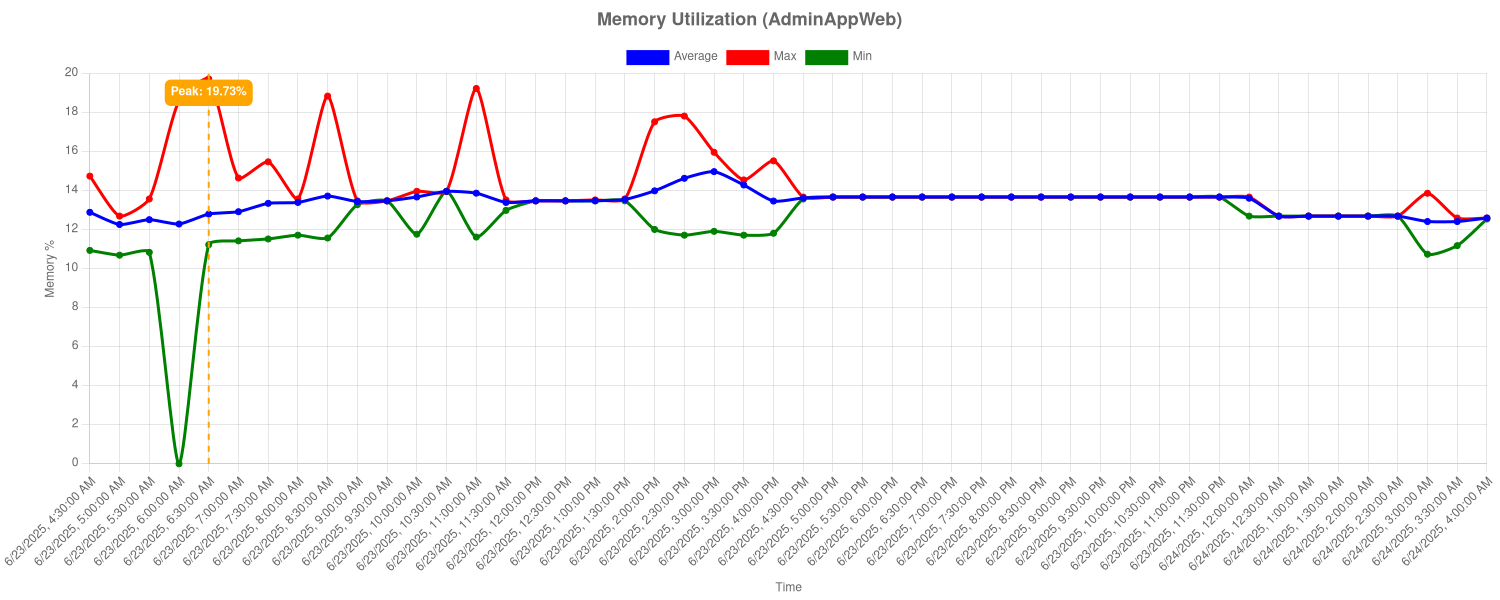 Memory Utilization (AdminAppWeb)
Average Max Min
Peak: 19.73%
20
18
16
14
12
10
8
6
4
2
0
Memory %
6/23/2025, 4:30:00 AM
6/23/2025, 5:00:00 AM
6/23/2025, 5:30:00 AM
6/23/2025, 6:00:00 AM
6/23/2025, 6:30:00 AM
6/23/2025, 7:00:00 AM
6/23/2025, 7:30:00 AM
6/23/2025, 8:00:00 AM
6/23/2025, 8:30:00 AM
6/23/2025, 9:00:00 AM
6/23/2025, 9:30:00 AM
6/23/2025, 10:00:00 AM
6/23/2025, 10:30:00 AM
6/23/2025, 11:00:00 AM
6/23/2025, 11:30:00 AM
6/23/2025, 12:00:00 PM
6/23/2025, 12:30:00 PM
6/23/2025, 1:00:00 PM
6/23/2025, 1:30:00 PM
6/23/2025, 2:00:00 PM
6/23/2025, 2:30:00 PM
6/23/2025, 3:00:00 PM
6/23/2025, 3:30:00 PM
6/23/2025, 4:00:00 PM
6/23/2025, 4:30:00 PM
6/23/2025, 5:00:00 PM
6/23/2025, 5:30:00 PM
6/23/2025, 6:00:00 PM
6/23/2025, 6:30:00 PM
6/23/2025, 7:00:00 PM
6/23/2025, 7:30:00 PM
6/23/2025, 8:00:00 PM
6/23/2025, 8:30:00 PM
6/23/2025, 9:00:00 PM
6/23/2025, 9:30:00 PM
6/23/2025, 10:00:00 PM
6/23/2025, 10:30:00 PM
6/23/2025, 11:00:00 PM
6/23/2025, 11:30:00 PM
6/24/2025, 12:00:00 AM
6/24/2025, 12:30:00 AM
6/24/2025, 1:00:00 AM
6/24/2025, 1:30:00 AM
6/24/2025, 2:00:00 AM
6/24/2025, 2:30:00 AM
6/24/2025, 3:00:00 AM
6/24/2025, 3:30:00 AM
6/24/2025, 4:00:00 AM
Time